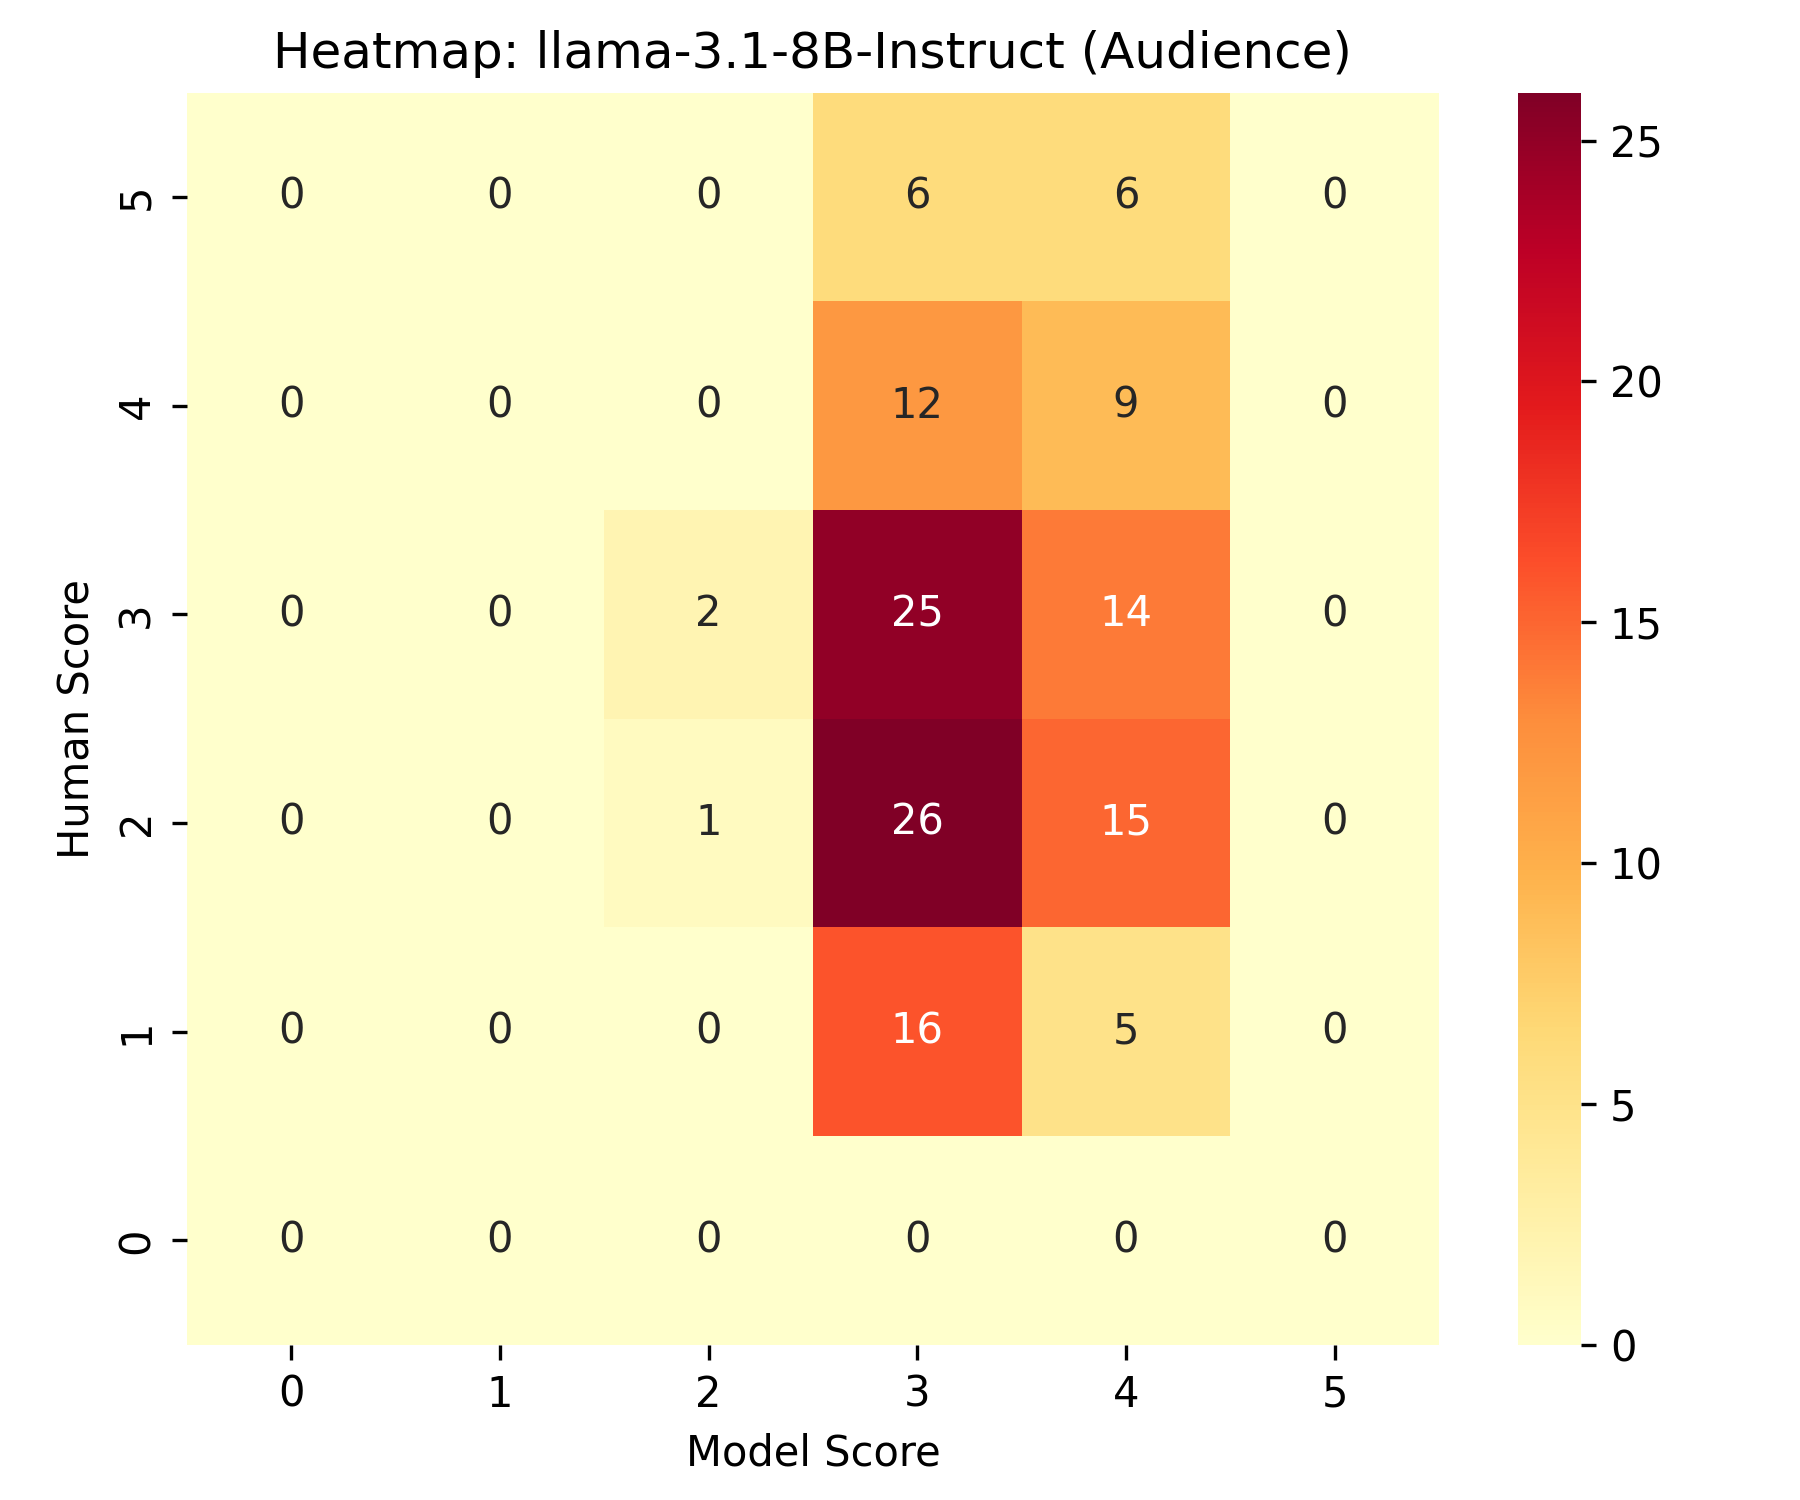 Heatmap: llama-3.1-8B-Instruct (Audience)
5 0 0 0 6 6 0
4 0 0 0 12 9 0
3 0 0 2 25 14 0
2 0 0 1 26 15 0
1 0 0 0 16 5 0
0 0 0 0 0 0 0
0 1 2 3 4 5
Model Score
Human Score
25
20
15
10
5
0